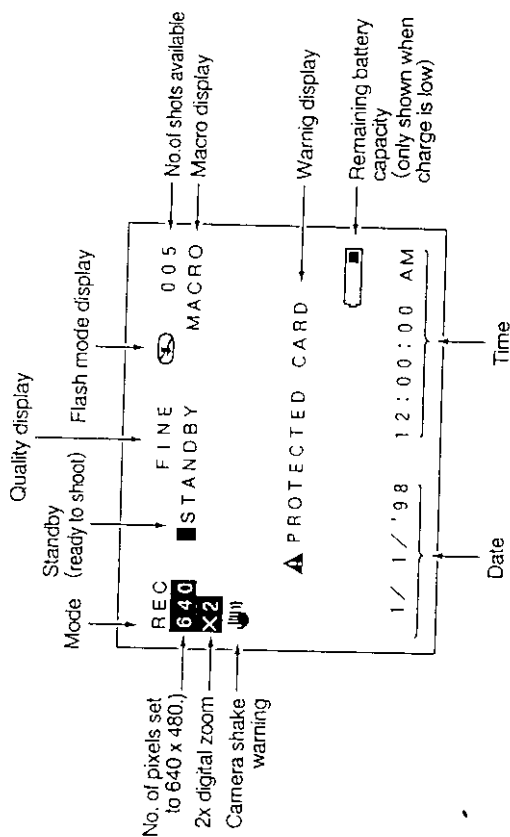 Quality display
Standby
(ready to shoot)
Flash mode display
Mode
No. of pixels set
to 640 x 480.)
2x digital zoom
Camera shake
warning
REC FINE 005
640 STANDBY MACRO
X2
PROTECTED CARD
1/ 1/'98 12:00:00 AM
No.of shots available
Macro display
Warnig display
Remaining battery
capacity
(only shown when
charge is low)
Date
Time